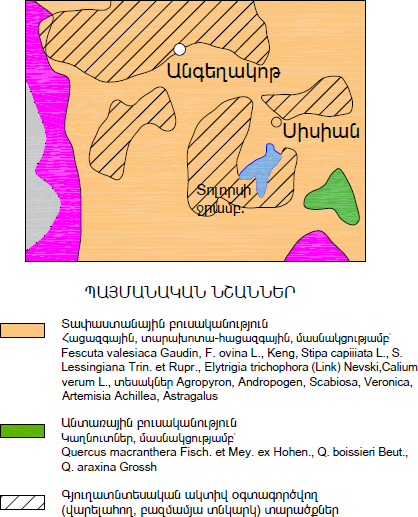 Անգեղակոթ
Սիսիան
Տոլորսի
ջրամբ.
ՊԱՅՄԱՆԱԿԱՆ ՆՇԱՆՆԵՐ
Տափաստանային բուսականություն
Հացազգային, տարախոտա-հացազգային, մասնակցությամբ՝
Fescuta valesiaca Gaudin, F. ovina L., Keng, Stipa capiiiata L., S.
Lessingiana Trin. et Rupr., Elytrigia trichophora (Link) Nevski,Calium
verum L., տեսակներ Agropyron, Andropogen, Scabiosa, Veronica,
Artemisia Achillea, Astragalus
Անտառային բուսականություն
Կաղնուտներ, մասնակցությամբ՝
Quercus macranthera Fisch. et Mey. ex Hohen., Q. boissieri Beut.,
Q. araxina Grossh
Գյուղատնտեսական ակտիվ օգտագործվող
(վարելահող, բազմամյա տնկարկ) տարածքներ